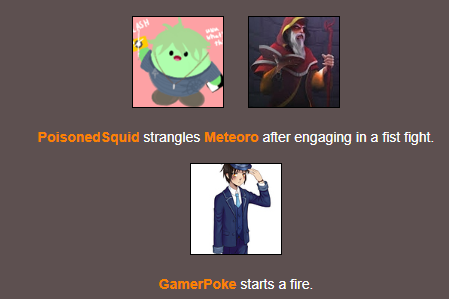 PoisonedSquid strangles Meteoro after engaging in a fist fight.
GamerPoke starts a fire.